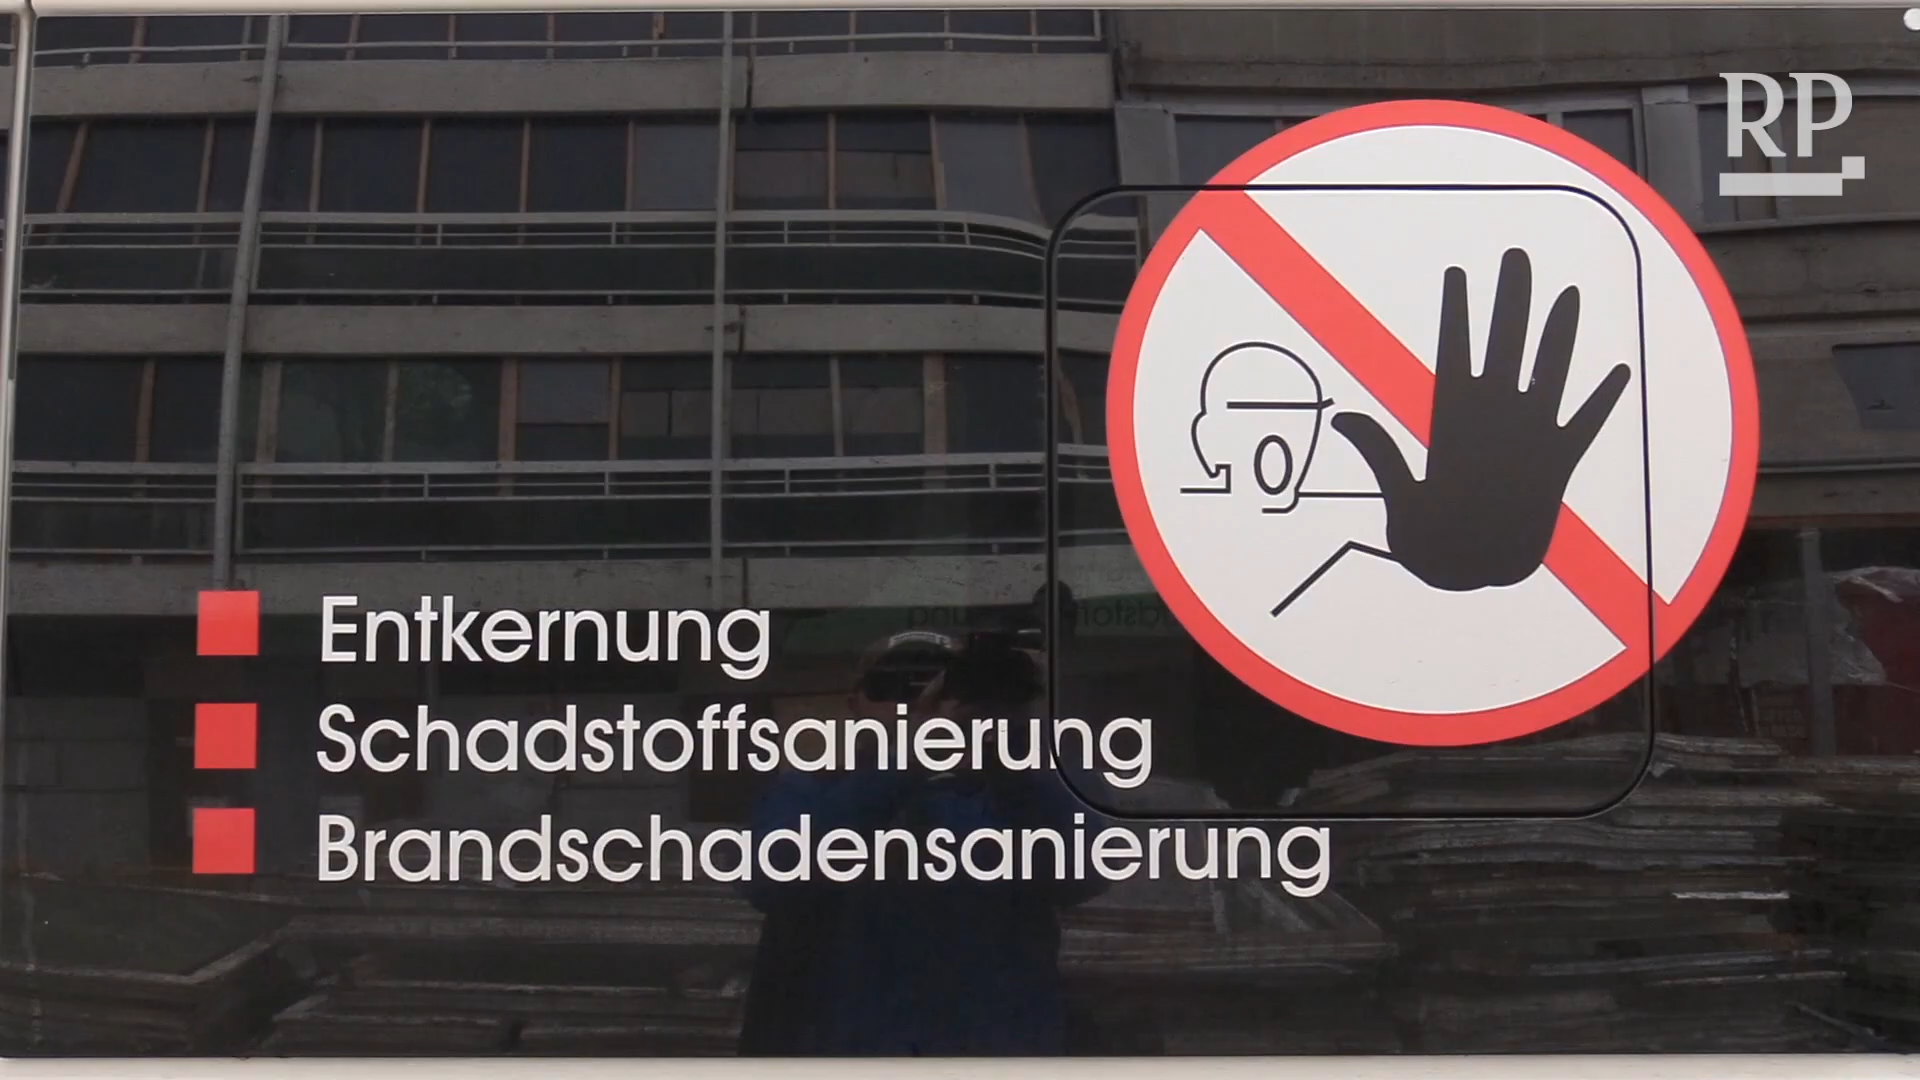 RP
Entkernung
Schadstoffsanierung
Brandschadensanierung